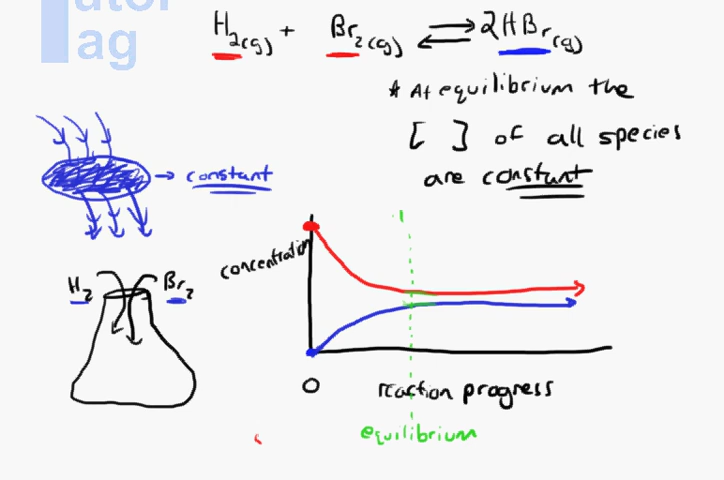 utor
ag
H₂(g) + Br₂(g) ⇌ 2HBr(g)
* At equilibrium the
[ ] of all species
are constant
→ constant
concentration
H₂ Br₂
0 reaction progress
equilibrium